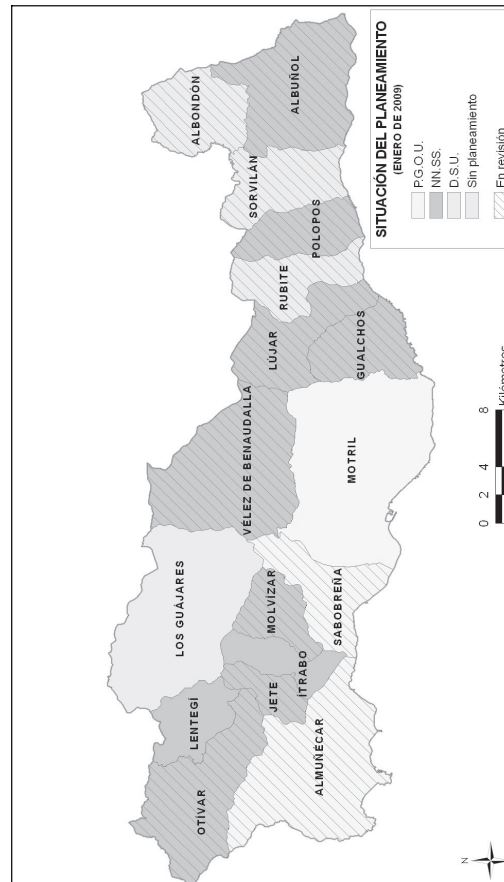 SITUACIÓN DEL PLANEAMIENTO
(ENERO DE 2009)
P.G.O.U.
NN.SS.
D.S.U.
Sin planeamiento
En revisión
ALBONDÓN
ALBUÑOL
SORVILÁN
POLOPOS
RUBITE
LÚJAR
GUALCHOS
VÉLEZ DE BENAUDALLA
MOTRIL
LOS GUÁJARES
MOLVÍZAR
SABOBREÑA
ÍTRABO
JETE
LENTEGÍ
OTÍVAR
ALMUÑÉCAR
0 2 4 8
Kilómetros
N